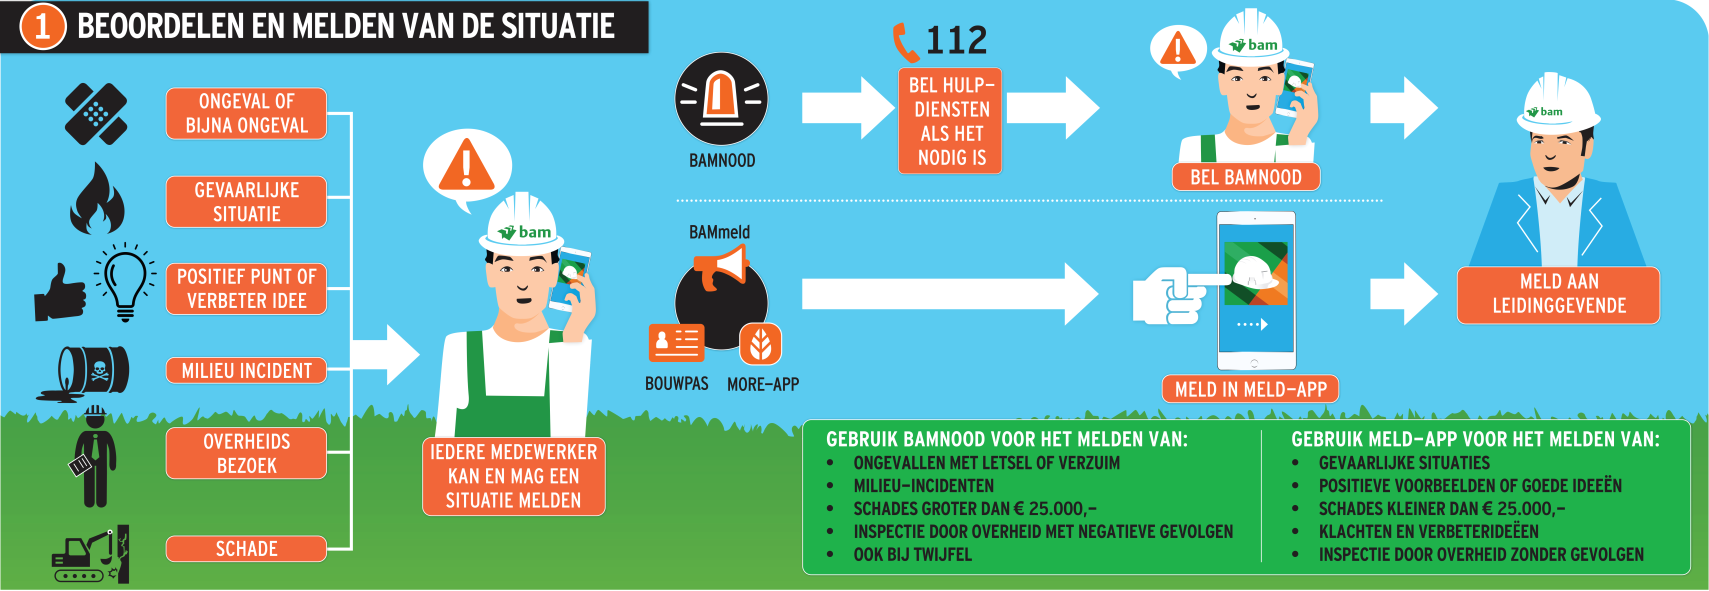 1 BEOORDELEN EN MELDEN VAN DE SITUATIE
ONGEVAL OF
BIJNA ONGEVAL
GEVAARLIJKE
SITUATIE
POSITIEF PUNT OF
VERBETER IDEE
MILIEU INCIDENT
OVERHEIDS
BEZOEK
SCHADE
bam
IEDERE MEDEWERKER
KAN EN MAG EEN
SITUATIE MELDEN
BAMNOOD
112
BEL HULP-
DIENSTEN
ALS HET
NODIG IS
bam
BEL BAMNOOD
BAMmeld
BOUWPAS
MORE-APP
MELD IN MELD-APP
bam
MELD AAN
LEIDINGGEVENDE
GEBRUIK BAMNOOD VOOR HET MELDEN VAN:
• ONGEVALLEN MET LETSEL OF VERZUIM
• MILIEU-INCIDENTEN
• SCHADES GROTER DAN € 25.000,-
• INSPECTIE DOOR OVERHEID MET NEGATIEVE GEVOLGEN
• OOK BIJ TWIJFEL
GEBRUIK MELD-APP VOOR HET MELDEN VAN:
• GEVAARLIJKE SITUATIES
• POSITIEVE VOORBEELDEN OF GOEDE IDEEËN
• SCHADES KLEINER DAN € 25.000,-
• KLACHTEN EN VERBETERIDEEËN
• INSPECTIE DOOR OVERHEID ZONDER GEVOLGEN